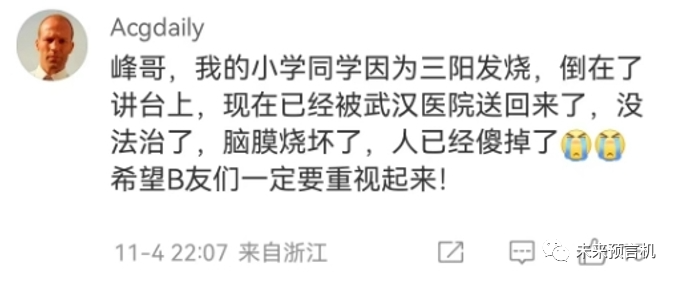 Acgdaily
峰哥，我的小学同学因为三阳发烧，倒在了
讲台上，现在已经被武汉医院送回来了，没
法治了，脑膜烧坏了，人已经傻掉了😭😭
希望B友们一定要重视起来！
11-4 22:07 来自浙江
未来预言机